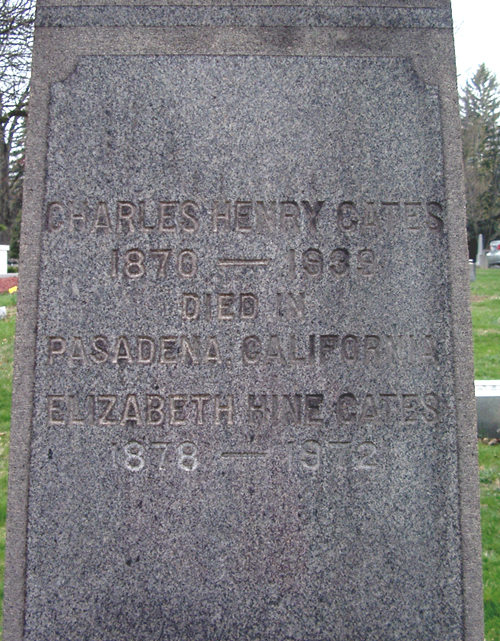 CHARLES HENRY GATES
1870 — 1939
DIED IN
PASADENA, CALIFORNIA
ELIZABETH HINE GATES
1878 — 1972